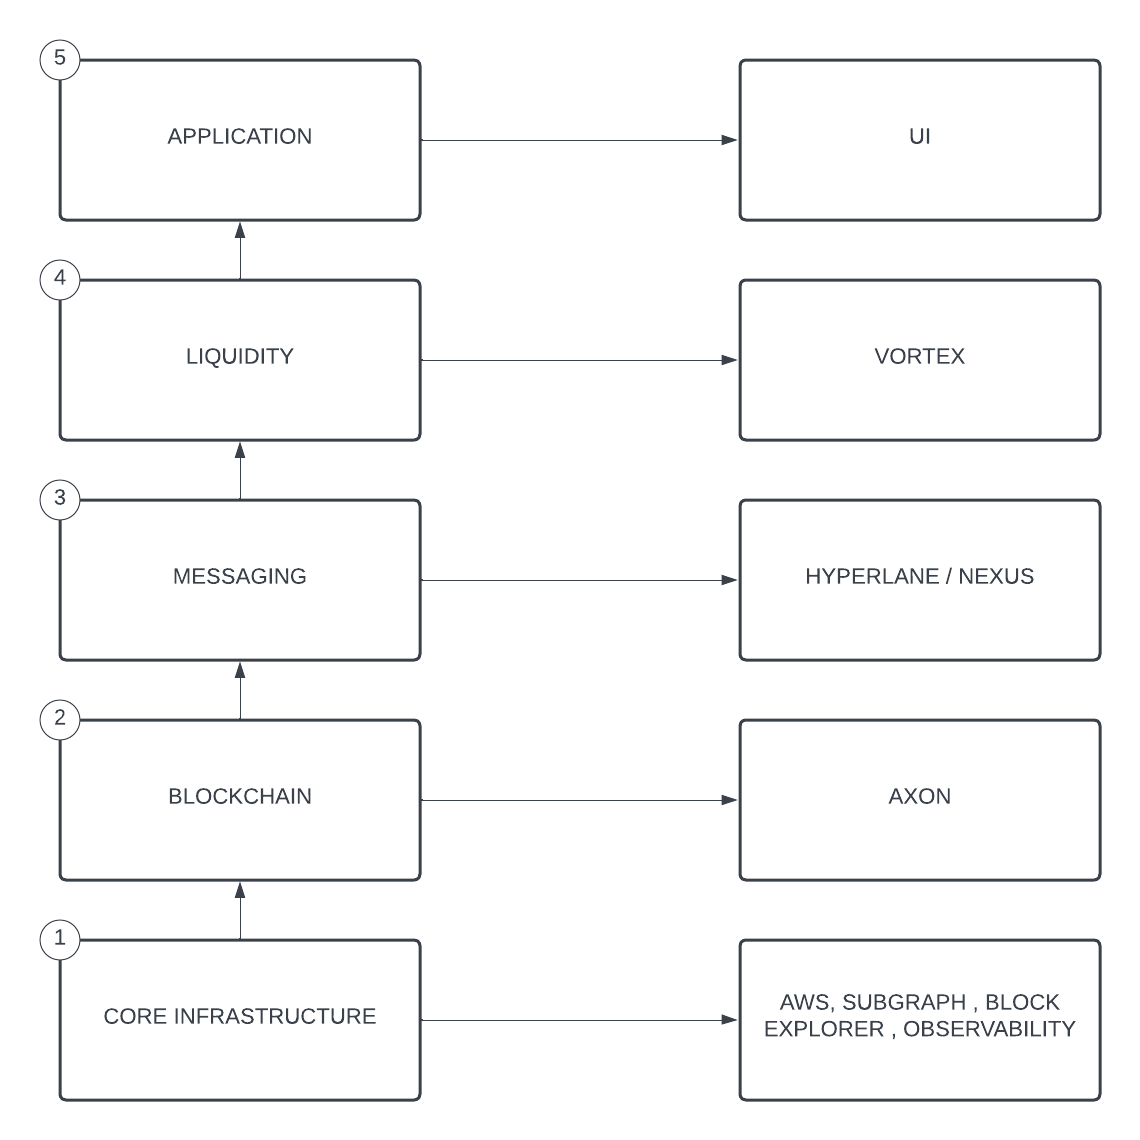 5
APPLICATION
UI
4
LIQUIDITY
VORTEX
3
MESSAGING
HYPERLANE / NEXUS
2
BLOCKCHAIN
AXON
1
CORE INFRASTRUCTURE
AWS, SUBGRAPH , BLOCK
EXPLORER , OBSERVABILITY